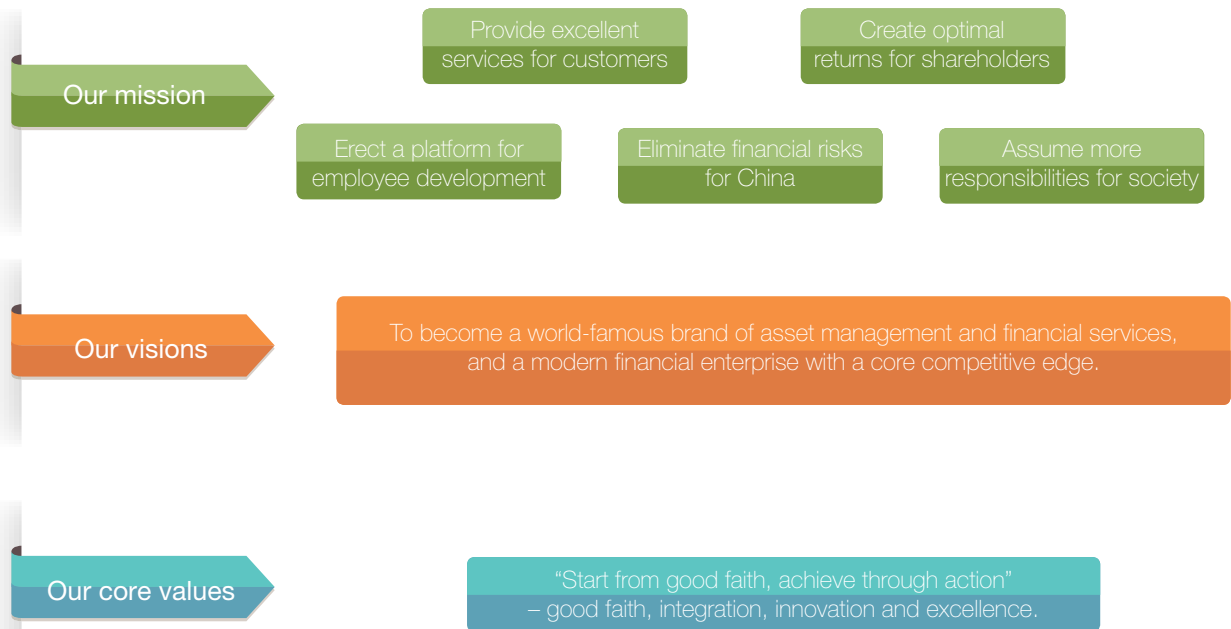 Our mission
Provide excellent
services for customers
Create optimal
returns for shareholders
Erect a platform for
employee development
Eliminate financial risks
for China
Assume more
responsibilities for society
Our visions
To become a world-famous brand of asset management and financial services,
and a modern financial enterprise with a core competitive edge.
Our core values
“Start from good faith, achieve through action”
– good faith, integration, innovation and excellence.